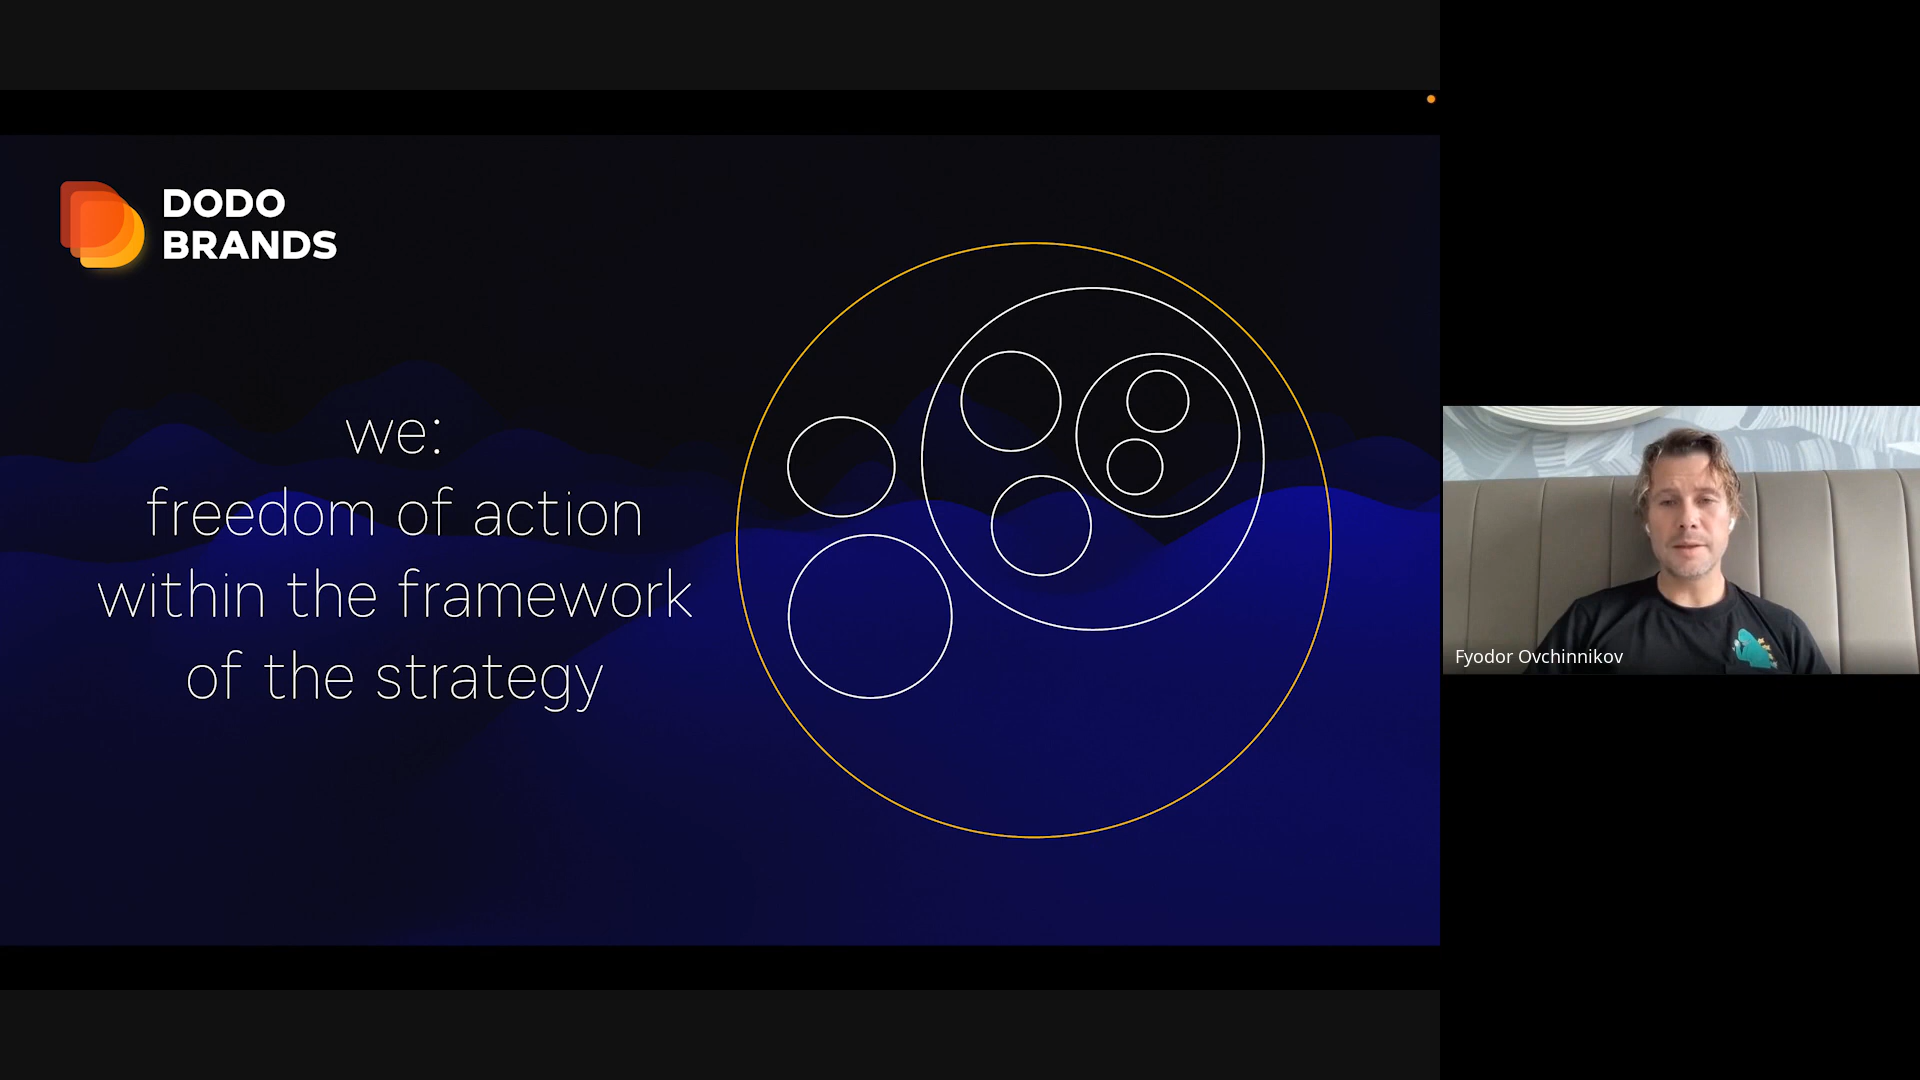 DODO
BRANDS
we:
freedom of action
within the framework
of the strategy
Fyodor Ovchinnikov